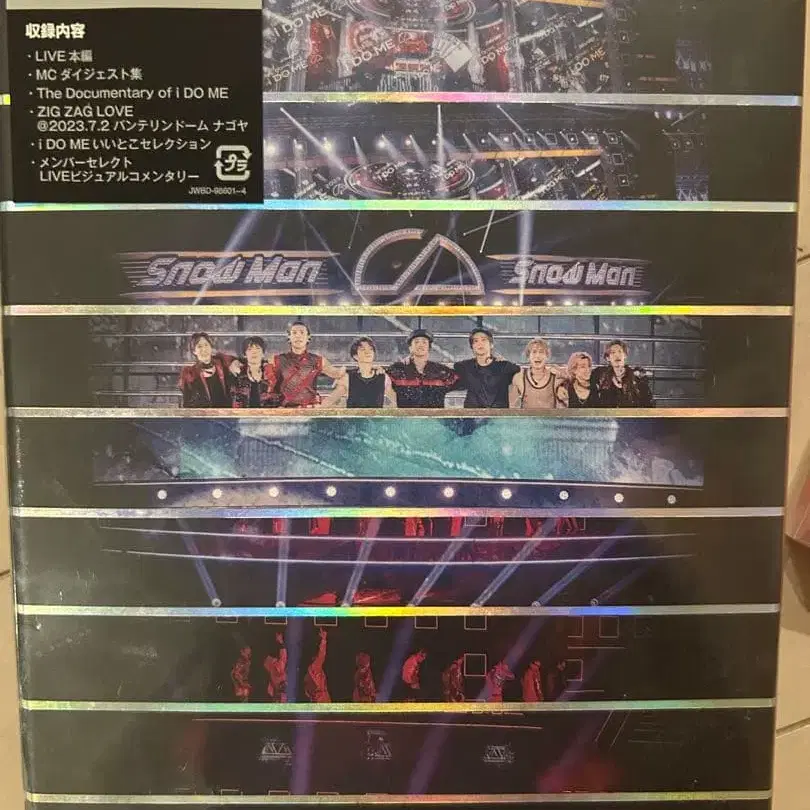 収録内容
・LIVE 本編
・MC ダイジェスト集
・The Documentary of i DO ME
・ZIG ZAG LOVE
@2023.7.2 バンテリンドーム ナゴヤ
・i DO ME いいとこセレクション
・メンバーセレクト
LIVEビジュアルコメンタリー
プラ
JWBD-98601~4
i DO ME
Snow Man
Snow Man